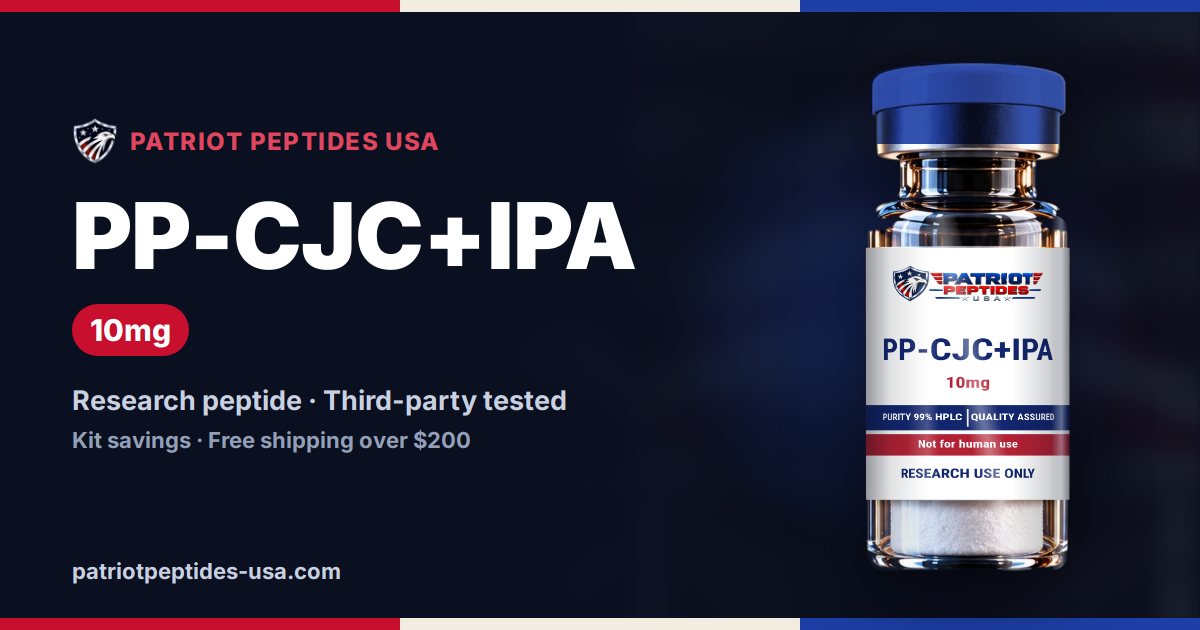 PATRIOT PEPTIDES USA
PP-CJC+IPA
10mg
Research peptide · Third-party tested
Kit savings · Free shipping over $200
patriotpeptides-usa.com
PATRIOT
PEPTIDES
USA
PP-CJC+IPA
10mg
PURITY 99% HPLC | QUALITY ASSURED
Not for human use
RESEARCH USE ONLY